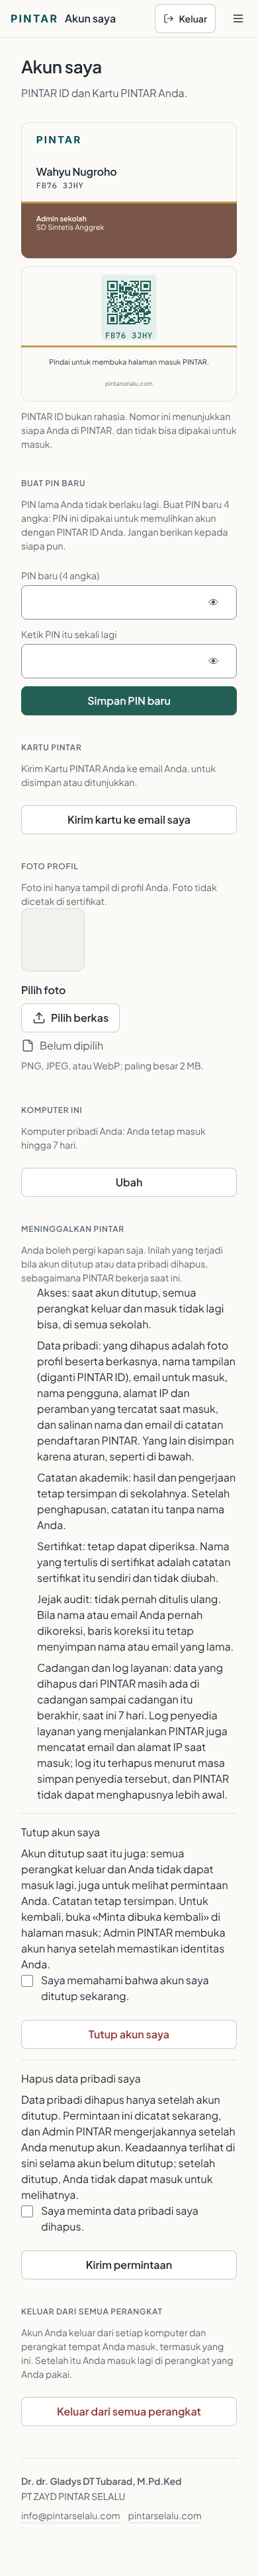 PINTAR Akun saya Keluar
Akun saya
PINTAR ID dan Kartu PINTAR Anda.
PINTAR
Wahyu Nugroho
FB76 3JHY
Admin sekolah
SD Sintetis Anggrek
FB76 3JHY
Pindai untuk membuka halaman masuk PINTAR.
pintarselalu.com
PINTAR ID bukan rahasia. Nomor ini menunjukkan
siapa Anda di PINTAR, dan tidak bisa dipakai untuk
masuk.
BUAT PIN BARU
PIN lama Anda tidak berlaku lagi. Buat PIN baru 4
angka: PIN ini dipakai untuk memulihkan akun
dengan PINTAR ID Anda. Jangan berikan kepada
siapa pun.
PIN baru (4 angka)
Ketik PIN itu sekali lagi
Simpan PIN baru
KARTU PINTAR
Kirim Kartu PINTAR Anda ke email Anda, untuk
disimpan atau ditunjukkan.
Kirim kartu ke email saya
FOTO PROFIL
Foto ini hanya tampil di profil Anda. Foto tidak
dicetak di sertifikat.
Pilih foto
Pilih berkas
Belum dipilih
PNG, JPEG, atau WebP; paling besar 2 MB.
KOMPUTER INI
Komputer pribadi Anda: Anda tetap masuk
hingga 7 hari.
Ubah
MENINGGALKAN PINTAR
Anda boleh pergi kapan saja. Inilah yang terjadi
bila akun ditutup atau data pribadi dihapus,
sebagaimana PINTAR bekerja saat ini.
Akses: saat akun ditutup, semua
perangkat keluar dan masuk tidak lagi
bisa, di semua sekolah.
Data pribadi: yang dihapus adalah foto
profil beserta berkasnya, nama tampilan
(diganti PINTAR ID), email untuk masuk,
nama pengguna, alamat IP dan
peramban yang tercatat saat masuk,
dan salinan nama dan email di catatan
pendaftaran PINTAR. Yang lain disimpan
karena aturan, seperti di bawah.
Catatan akademik: hasil dan pengerjaan
tetap tersimpan di sekolahnya. Setelah
penghapusan, catatan itu tanpa nama
Anda.
Sertifikat: tetap dapat diperiksa. Nama
yang tertulis di sertifikat adalah catatan
sertifikat itu sendiri dan tidak diubah.
Jejak audit: tidak pernah ditulis ulang.
Bila nama atau email Anda pernah
dikoreksi, baris koreksi itu tetap
menyimpan nama atau email yang lama.
Cadangan dan log layanan: data yang
dihapus dari PINTAR masih ada di
cadangan sampai cadangan itu
berakhir, saat ini 7 hari. Log penyedia
layanan yang menjalankan PINTAR juga
mencatat email dan alamat IP saat
masuk; log itu terhapus menurut masa
simpan penyedia tersebut, dan PINTAR
tidak dapat menghapusnya lebih awal.
Tutup akun saya
Akun ditutup saat itu juga: semua
perangkat keluar dan Anda tidak dapat
masuk lagi, juga untuk melihat permintaan
Anda. Catatan tetap tersimpan. Untuk
kembali, buka «Minta dibuka kembali» di
halaman masuk; Admin PINTAR membuka
akun hanya setelah memastikan identitas
Anda.
Saya memahami bahwa akun saya
ditutup sekarang.
Tutup akun saya
Hapus data pribadi saya
Data pribadi dihapus hanya setelah akun
ditutup. Permintaan ini dicatat sekarang,
dan Admin PINTAR mengerjakannya setelah
Anda menutup akun. Keadaannya terlihat di
sini selama akun belum ditutup; setelah
ditutup, Anda tidak dapat masuk untuk
melihatnya.
Saya meminta data pribadi saya
dihapus.
Kirim permintaan
KELUAR DARI SEMUA PERANGKAT
Akun Anda keluar dari setiap komputer dan
perangkat tempat Anda masuk, termasuk yang
ini. Setelah itu Anda masuk lagi di perangkat yang
Anda pakai.
Keluar dari semua perangkat
Dr. dr. Gladys DT Tubarad, M.Pd.Ked
PT ZAYD PINTAR SELALU
info@pintarselalu.com pintarselalu.com